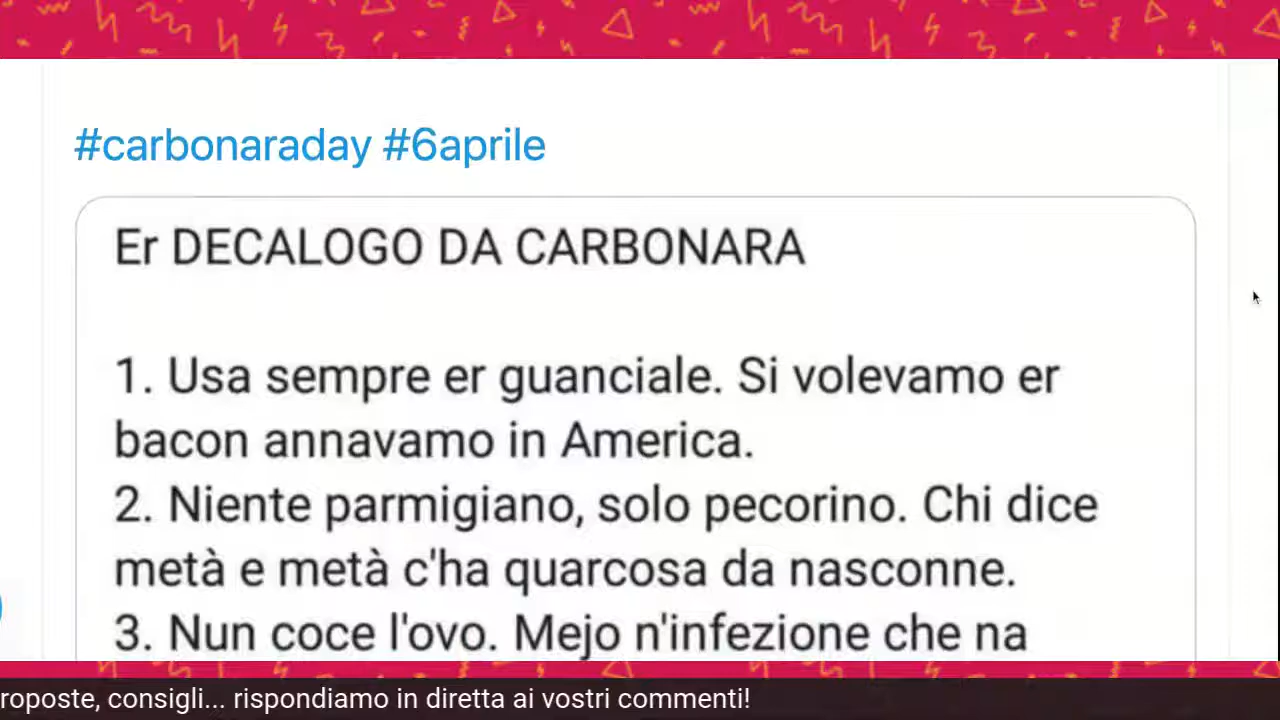 #carbonaraday #6aprile
Er DECALOGO DA CARBONARA
1. Usa sempre er guanciale. Si volevamo er
bacon annavamo in America.
2. Niente parmigiano, solo pecorino. Chi dice
metà e metà c'ha quarcosa da nasconne.
3. Nun coce l'ovo. Mejo n'infezione che na
roposte, consigli... rispondiamo in diretta ai vostri commenti!